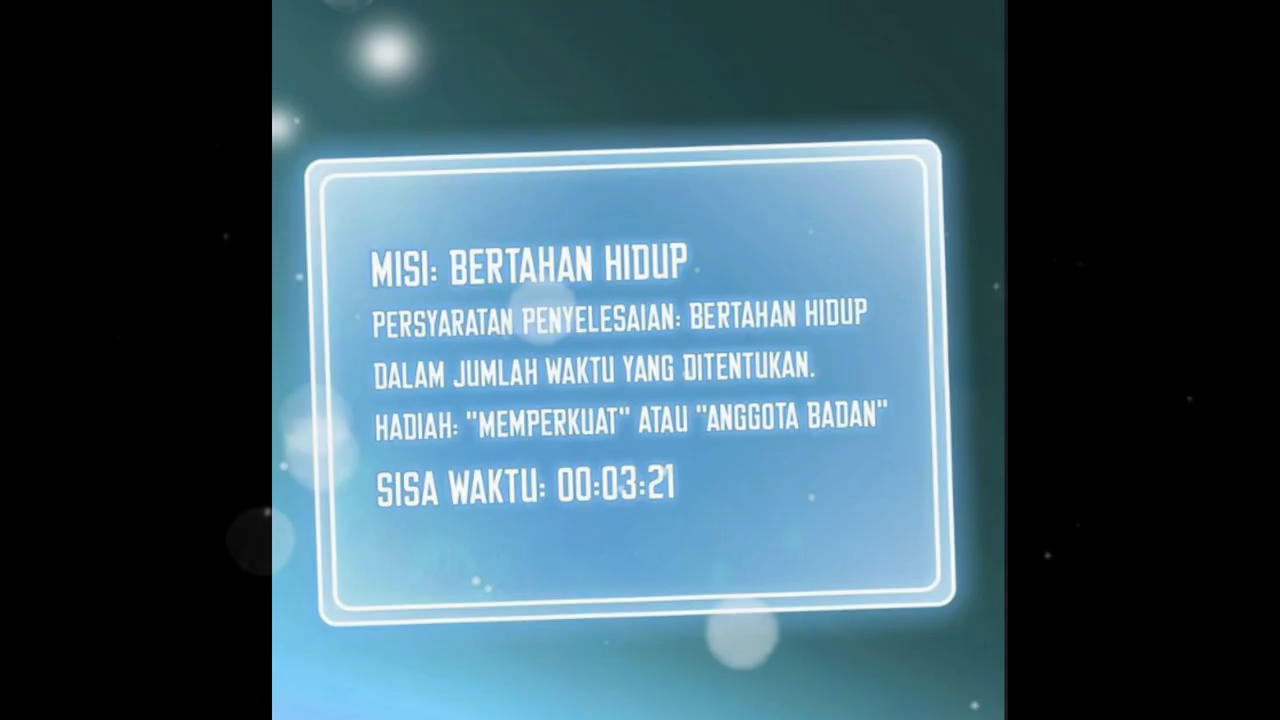 MISI: BERTAHAN HIDUP
PERSYARATAN PENYELESAIAN: BERTAHAN HIDUP
DALAM JUMLAH WAKTU YANG DITENTUKAN.
HADIAH: "MEMPERKUAT" ATAU "ANGGOTA BADAN"
SISA WAKTU: 00:03:21